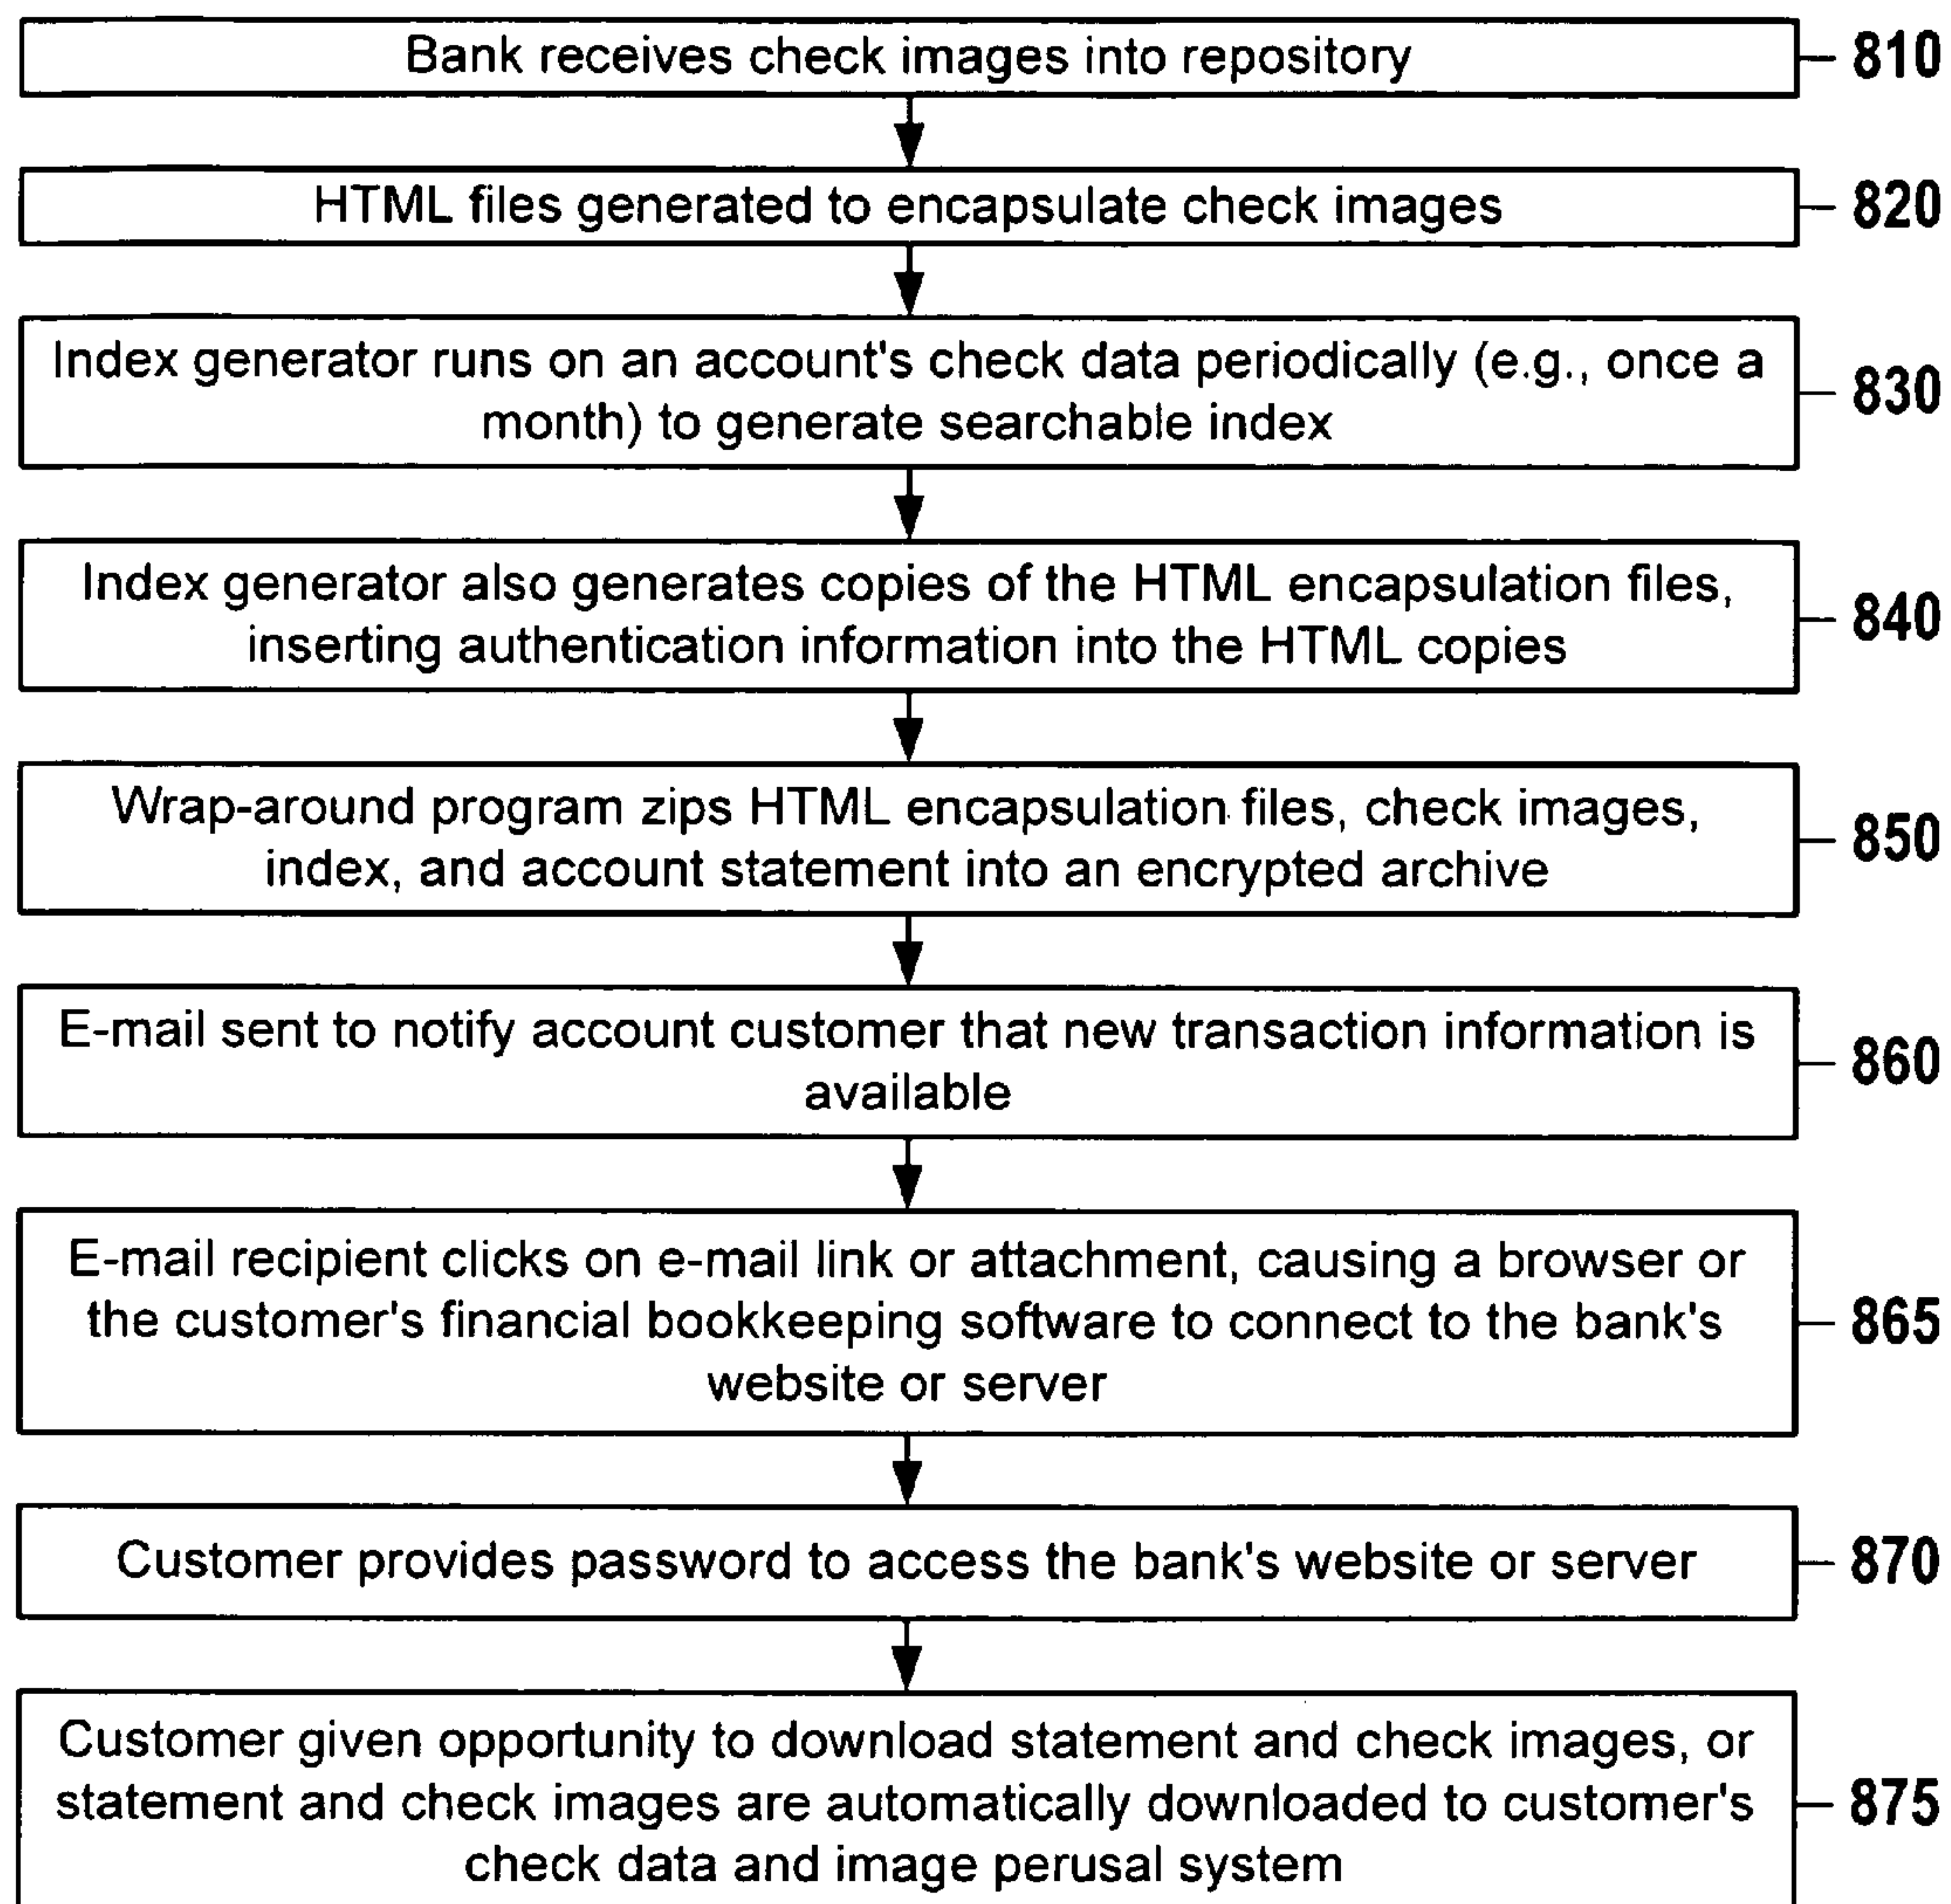 Bank receives check images into repository
810
HTML files generated to encapsulate check images
820
Index generator runs on an account's check data periodically (e.g., once a
month) to generate searchable index
830
Index generator also generates copies of the HTML encapsulation files,
inserting authentication information into the HTML copies
840
Wrap-around program zips HTML encapsulation files, check images,
index, and account statement into an encrypted archive
850
E-mail sent to notify account customer that new transaction information is
available
860
E-mail recipient clicks on e-mail link or attachment, causing a browser or
the customer's financial bookkeeping software to connect to the bank's
website or server
865
Customer provides password to access the bank's website or server
870
Customer given opportunity to download statement and check images, or
statement and check images are automatically downloaded to customer's
check data and image perusal system
875